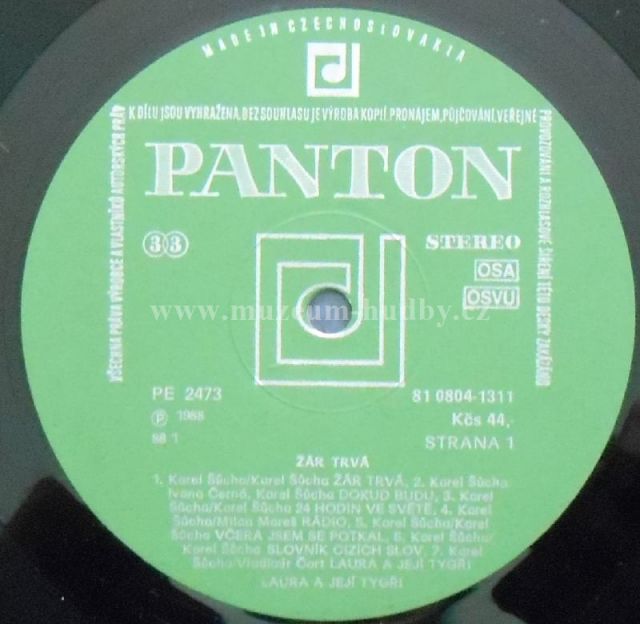 MADE IN CZECHOSLOVAKIA
VŠECHNA PRÁVA VÝROBCE A VLASTNÍKŮ AUTORSKÝCH PRÁV
K DÍLU JSOU VYHRAŽENA. BEZ SOUHLASU JE VÝROBA KOPIÍ, PRONÁJEM, PŮJČOVÁNÍ, VEŘEJNÉ
PROVOZOVÁNÍ A ROZHLASOVÉ ŠÍŘENÍ TÉTO DESKY ZAKÁZÁNO
PANTON
33
STEREO
OSA
OSVU
www.muzeum-hudby.cz
PE 2473
81 0804-1311
Ⓟ 1988
Kčs 44,-
88 1
STRANA 1
ŽÁR TRVÁ
1. Karel Šůcha/Karel Šůcha ŽÁR TRVÁ, 2. Karel Šůcha/
Ivana Černá, Karel Šůcha DOKUD BUDU, 3. Karel
Šůcha/Karel Šůcha 24 HODIN VE SVĚTĚ, 4. Karel
Šůcha/Milan Mareš RÁDIO, 5. Karel Šůcha/Karel
Šůcha VČERA JSEM SE POTKAL, 6. Karel Šůcha/
Karel Šůcha SLOVNÍK CIZÍCH SLOV, 7. Karel
Šůcha/Vladimír Čort LAURA A JEJÍ TYGŘI
LAURA A JEJÍ TYGŘI